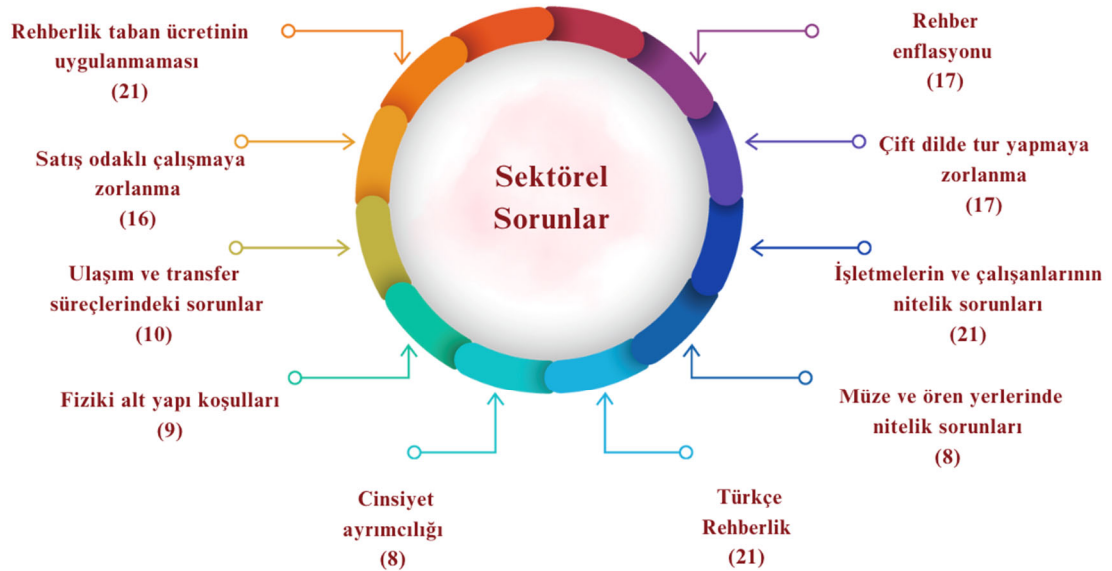 Rehberlik taban ücretinin
uygulanmaması
(21)
Satış odaklı çalışmaya
zorlanma
(16)
Ulaşım ve transfer
süreçlerindeki sorunlar
(10)
Fiziki alt yapı koşulları
(9)
Cinsiyet
ayrımcılığı
(8)
Sektörel
Sorunlar
Rehber
enflasyonu
(17)
Çift dilde tur yapmaya
zorlanma
(17)
İşletmelerin ve çalışanlarının
nitelik sorunları
(21)
Müze ve ören yerlerinde
nitelik sorunları
(8)
Türkçe
Rehberlik
(21)